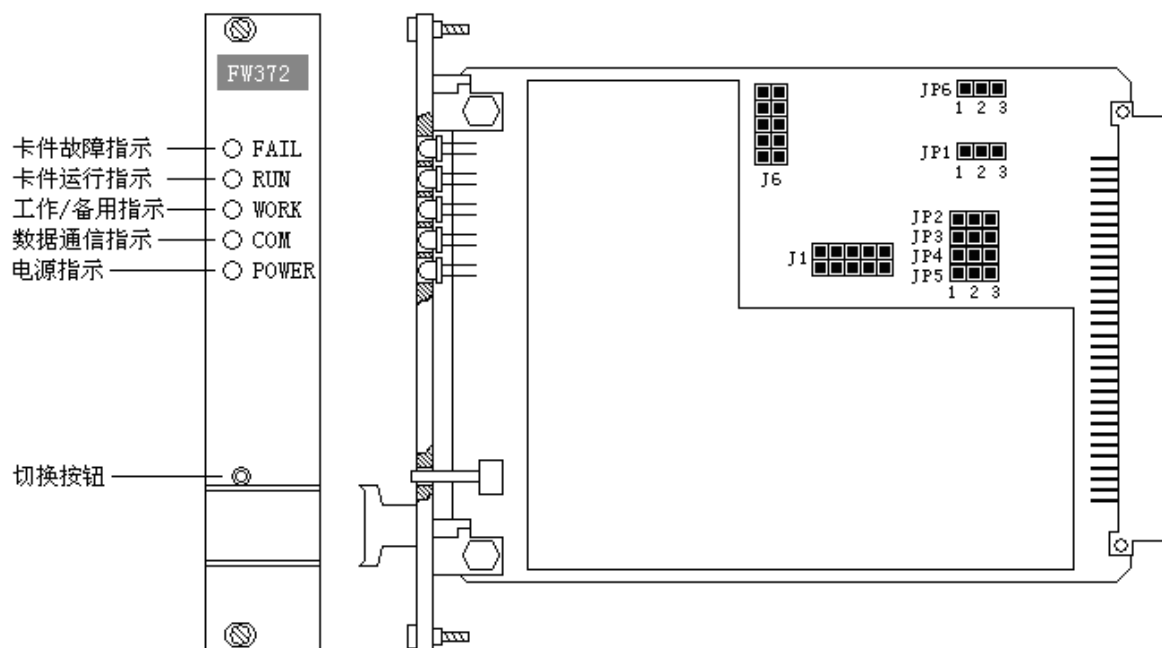 FW372
卡件故障指示 FAIL
卡件运行指示 RUN
工作/备用指示 WORK
数据通信指示 COM
电源指示 POWER
切换按钮
J6
JP6
1 2 3
JP1
1 2 3
J1
JP2
JP3
JP4
JP5
1 2 3